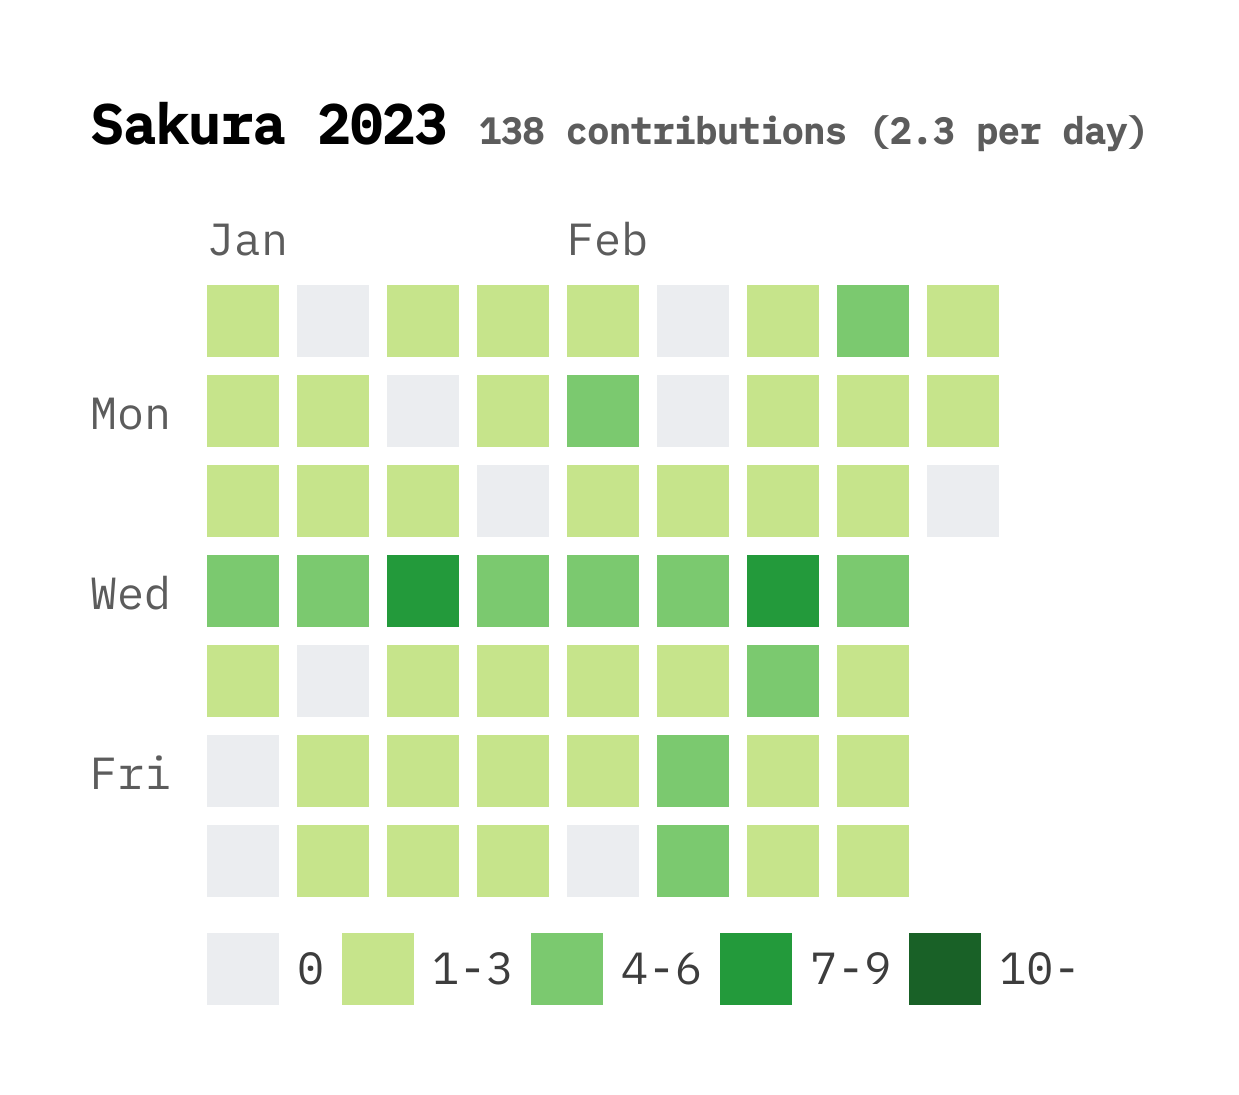 Sakura 2023 138 contributions (2.3 per day)
Jan Feb
Mon
Wed
Fri
0 1-3 4-6 7-9 10-